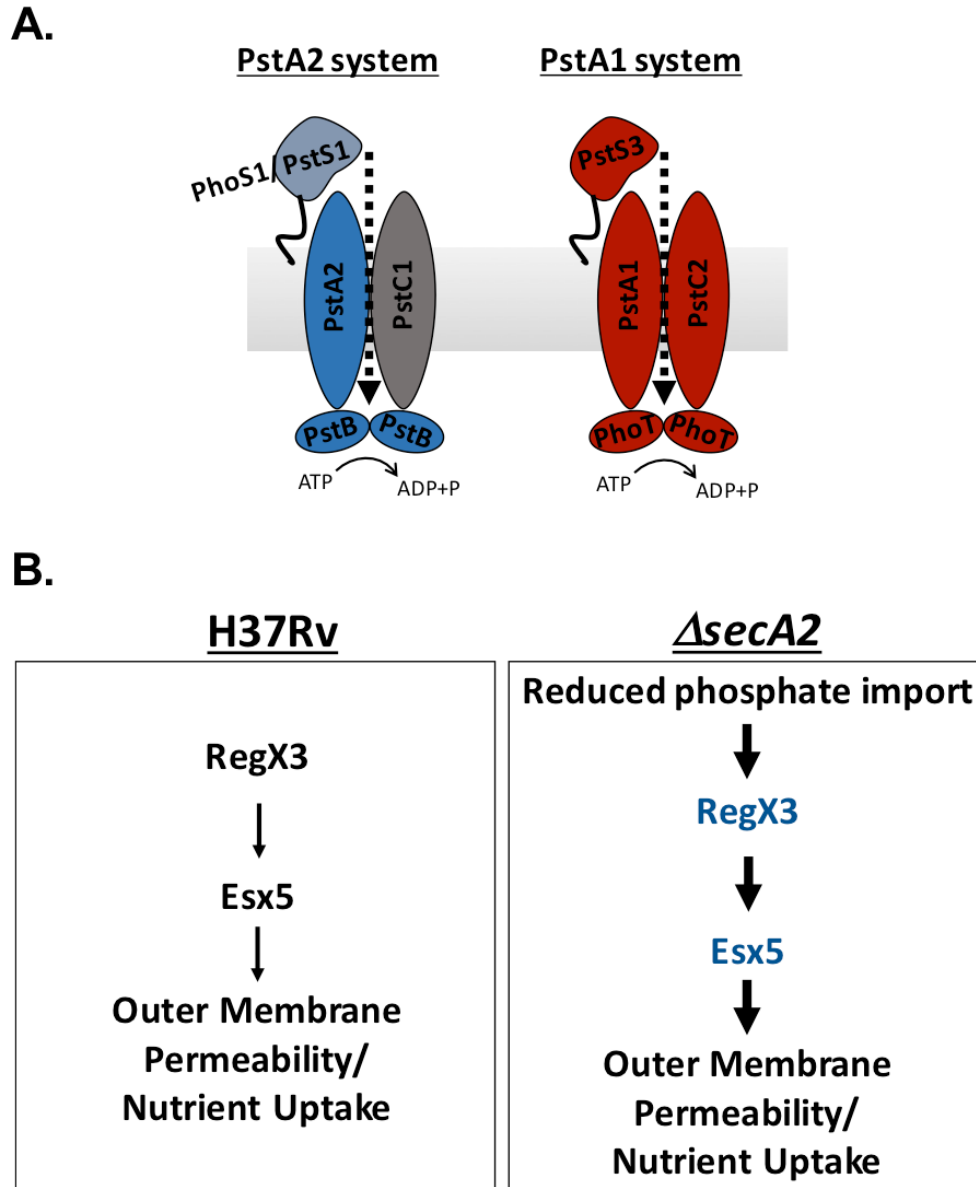 A.
PstA2 system
PstA1 system
PhoS1/PstS1
PstS3
PstA2
PstC1
PstA1
PstC2
PstB
PstB
PhoT
PhoT
ATP
ADP+P
ATP
ADP+P
B.
H37Rv
ΔsecA2
RegX3
Esx5
Outer Membrane
Permeability/
Nutrient Uptake
Reduced phosphate import
RegX3
Esx5
Outer Membrane
Permeability/
Nutrient Uptake